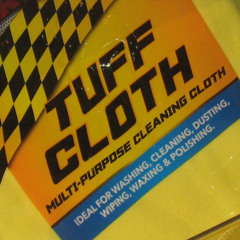 TUFF
CLOTH
MULTI-PURPOSE CLEANING CLOTH
IDEAL FOR WASHING, CLEANING, DUSTING,
WIPING, WAXING & POLISHING.